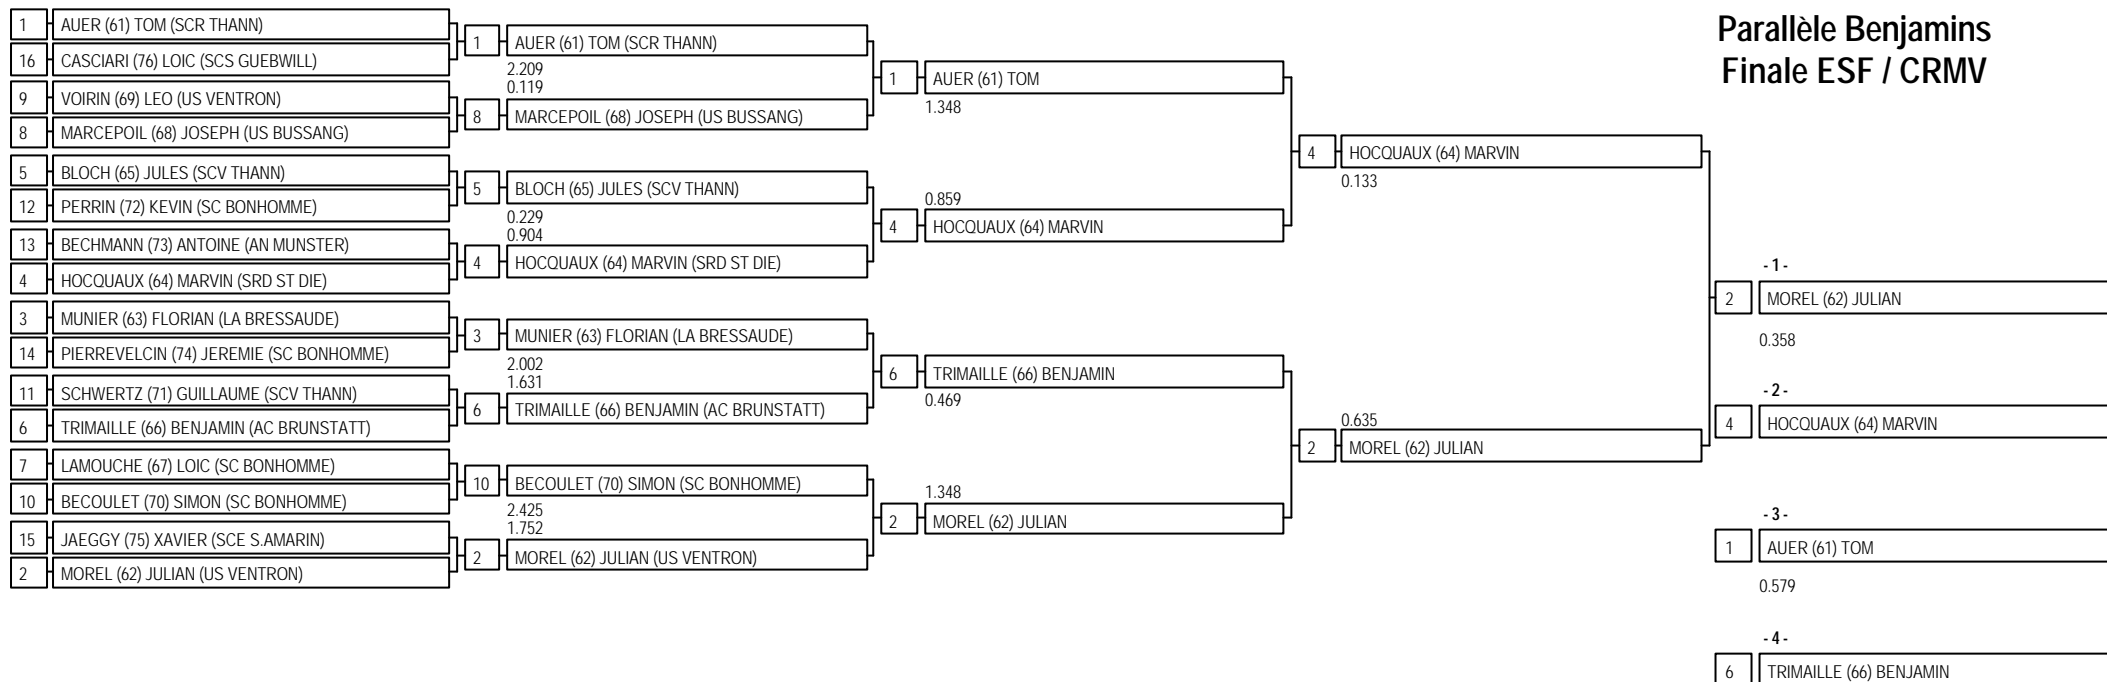 Parallèle Benjamins
Finale ESF / CRMV
1 AUER (61) TOM (SCR THANN)
16 CASCIARI (76) LOIC (SCS GUEBWILL)
9 VOIRIN (69) LEO (US VENTRON)
8 MARCEPOIL (68) JOSEPH (US BUSSANG)
5 BLOCH (65) JULES (SCV THANN)
12 PERRIN (72) KEVIN (SC BONHOMME)
13 BECHMANN (73) ANTOINE (AN MUNSTER)
4 HOCQUAUX (64) MARVIN (SRD ST DIE)
3 MUNIER (63) FLORIAN (LA BRESSAUDE)
14 PIERREVELCIN (74) JEREMIE (SC BONHOMME)
11 SCHWERTZ (71) GUILLAUME (SCV THANN)
6 TRIMAILLE (66) BENJAMIN (AC BRUNSTATT)
7 LAMOUCHE (67) LOIC (SC BONHOMME)
10 BECOULET (70) SIMON (SC BONHOMME)
15 JAEGGY (75) XAVIER (SCE S.AMARIN)
2 MOREL (62) JULIAN (US VENTRON)
1 AUER (61) TOM (SCR THANN)
2.209
0.119
8 MARCEPOIL (68) JOSEPH (US BUSSANG)
5 BLOCH (65) JULES (SCV THANN)
0.229
0.904
4 HOCQUAUX (64) MARVIN (SRD ST DIE)
3 MUNIER (63) FLORIAN (LA BRESSAUDE)
2.002
1.631
6 TRIMAILLE (66) BENJAMIN (AC BRUNSTATT)
10 BECOULET (70) SIMON (SC BONHOMME)
2.425
1.752
2 MOREL (62) JULIAN (US VENTRON)
1 AUER (61) TOM
1.348
0.859
4 HOCQUAUX (64) MARVIN
6 TRIMAILLE (66) BENJAMIN
0.469
1.348
2 MOREL (62) JULIAN
4 HOCQUAUX (64) MARVIN
0.133
0.635
2 MOREL (62) JULIAN
- 1 -
2 MOREL (62) JULIAN
0.358
- 2 -
4 HOCQUAUX (64) MARVIN
- 3 -
1 AUER (61) TOM
0.579
- 4 -
6 TRIMAILLE (66) BENJAMIN